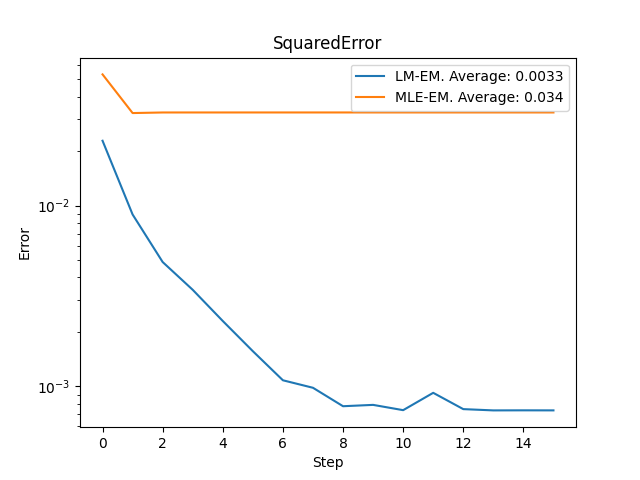 SquaredError
LM-EM. Average: 0.0033
MLE-EM. Average: 0.034
Error
10⁻²
10⁻³
0 2 4 6 8 10 12 14
Step